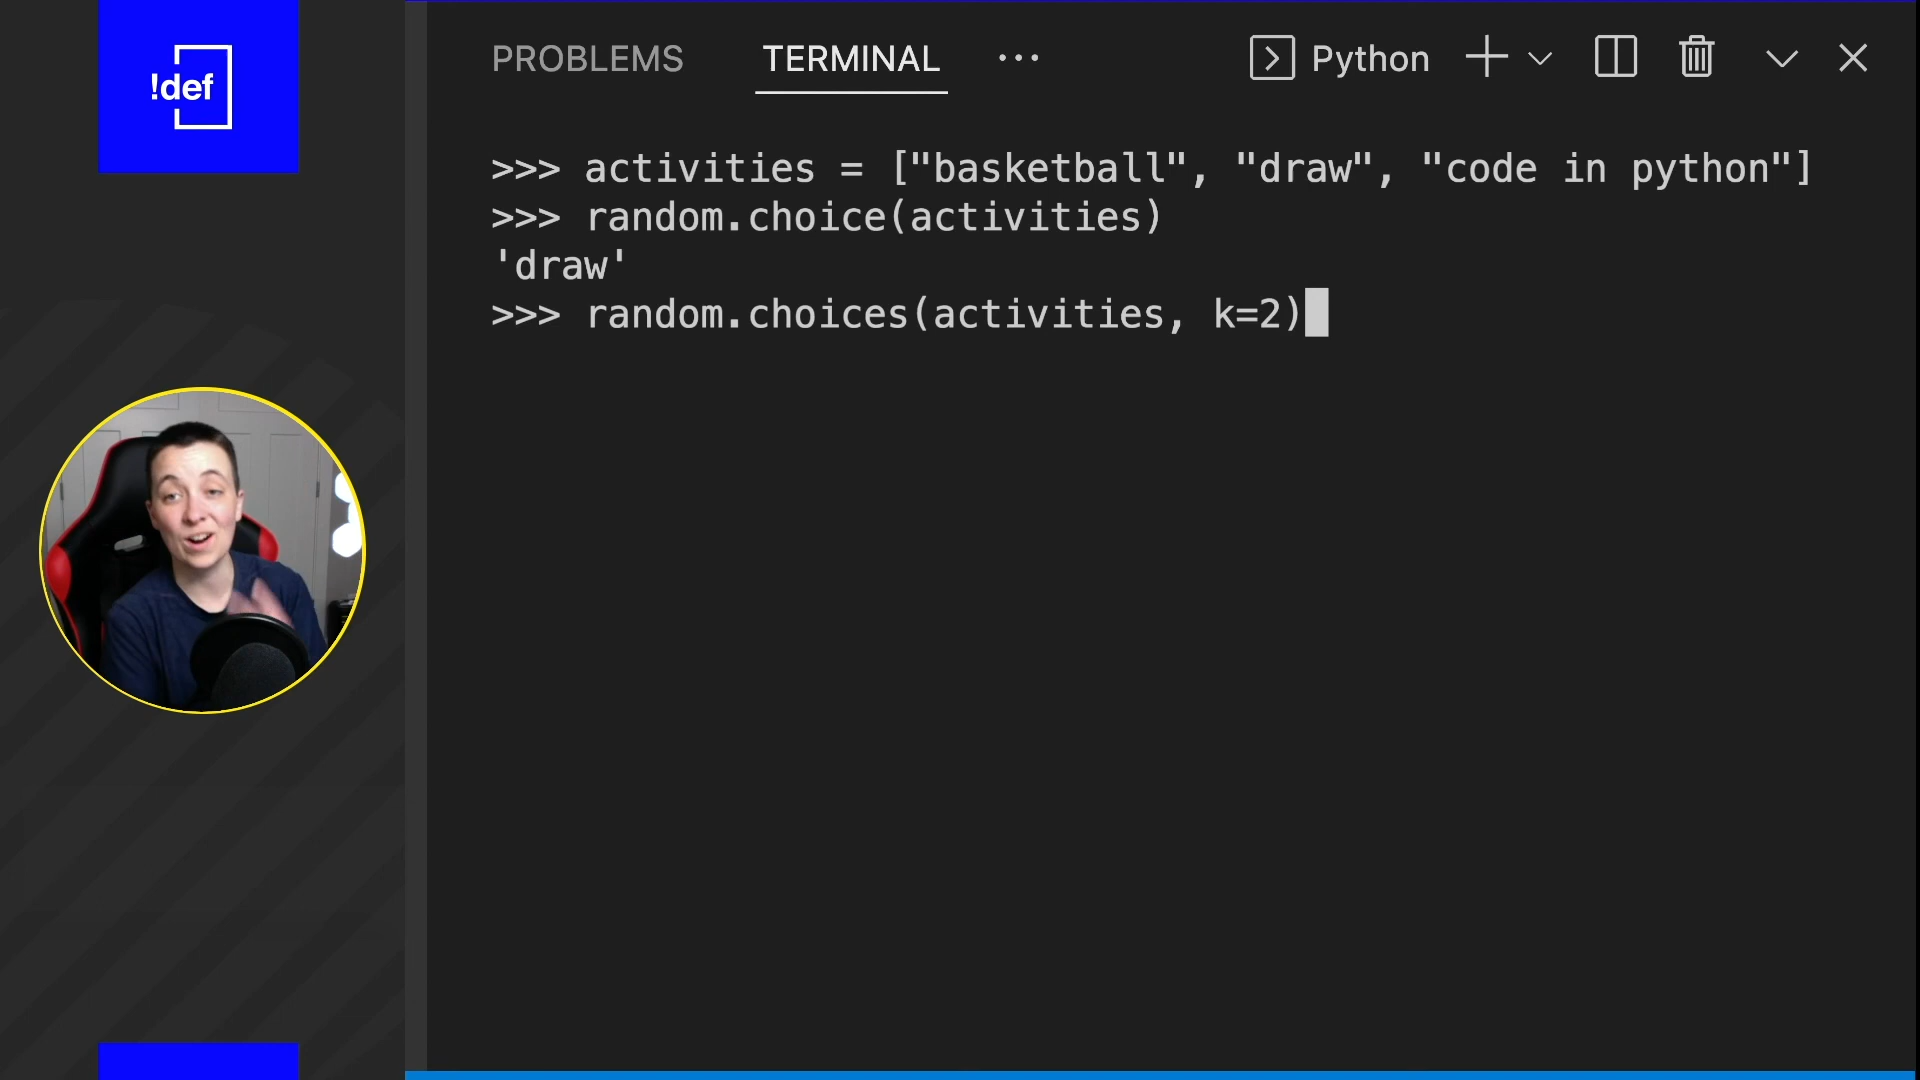 !def
PROBLEMS TERMINAL ... Python
>>> activities = ["basketball", "draw", "code in python"]
>>> random.choice(activities)
'draw'
>>> random.choices(activities, k=2)